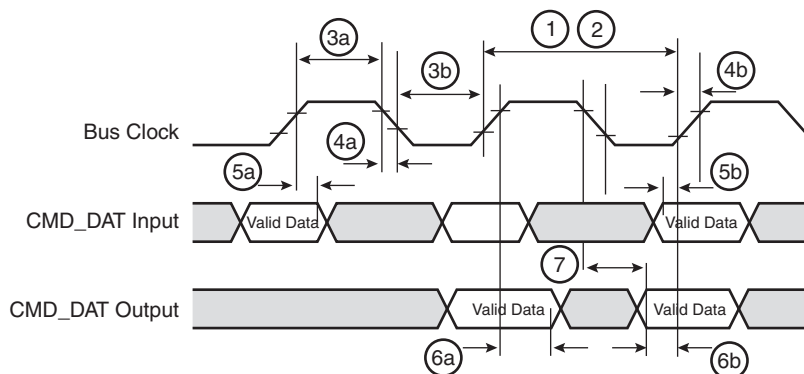 3a
1
2
3b
4b
Bus Clock
4a
5a
5b
CMD_DAT Input
Valid Data
Valid Data
7
CMD_DAT Output
Valid Data
Valid Data
6a
6b